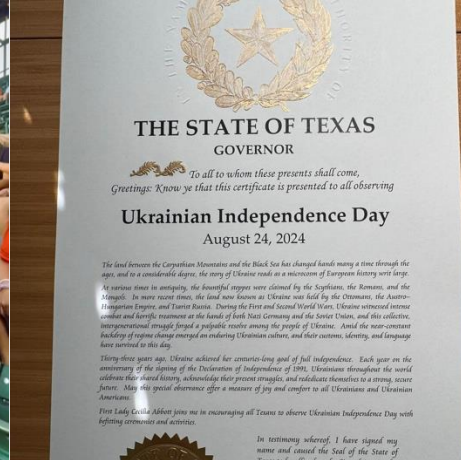 THE STATE OF TEXAS
GOVERNOR
To all to whom these presents shall come,
Greetings: Know ye that this certificate is presented to all observing
Ukrainian Independence Day
August 24, 2024
The land between the Carpathian Mountains and the Black Sea has changed hands many a time through the
ages, and to a considerable degree, the story of Ukraine reads as a microcosm of European history writ large.
At various times in antiquity, the bountiful steppes were claimed by the Scythians, the Romans, and the
Mongols. In more recent times, the land now known as Ukraine was held by the Ottomans, the Austro-
Hungarian Empire, and Tsarist Russia. During the First and Second World Wars, Ukraine witnessed intense
combat and horrific treatment at the hands of both Nazi Germany and the Soviet Union, and this collective,
intergenerational struggle forged a palpable resolve among the people of Ukraine. Amid the near-constant
backdrop of regime change emerged an enduring Ukrainian culture, and their customs, identity, and language
have survived to this day.
Thirty-three years ago, Ukraine achieved her centuries-long goal of full independence. Each year on the
anniversary of the signing of the Declaration of Independence of 1991, Ukrainians throughout the world
celebrate their shared history, acknowledge their present struggles, and rededicate themselves to a strong, secure
future. May this special observance offer a measure of joy and comfort to all Ukrainians and Ukrainian
Americans.
First Lady Cecilia Abbott joins me in encouraging all Texans to observe Ukrainian Independence Day with
befitting ceremonies and activities.
In testimony whereof, I have signed my
name and caused the Seal of the State of